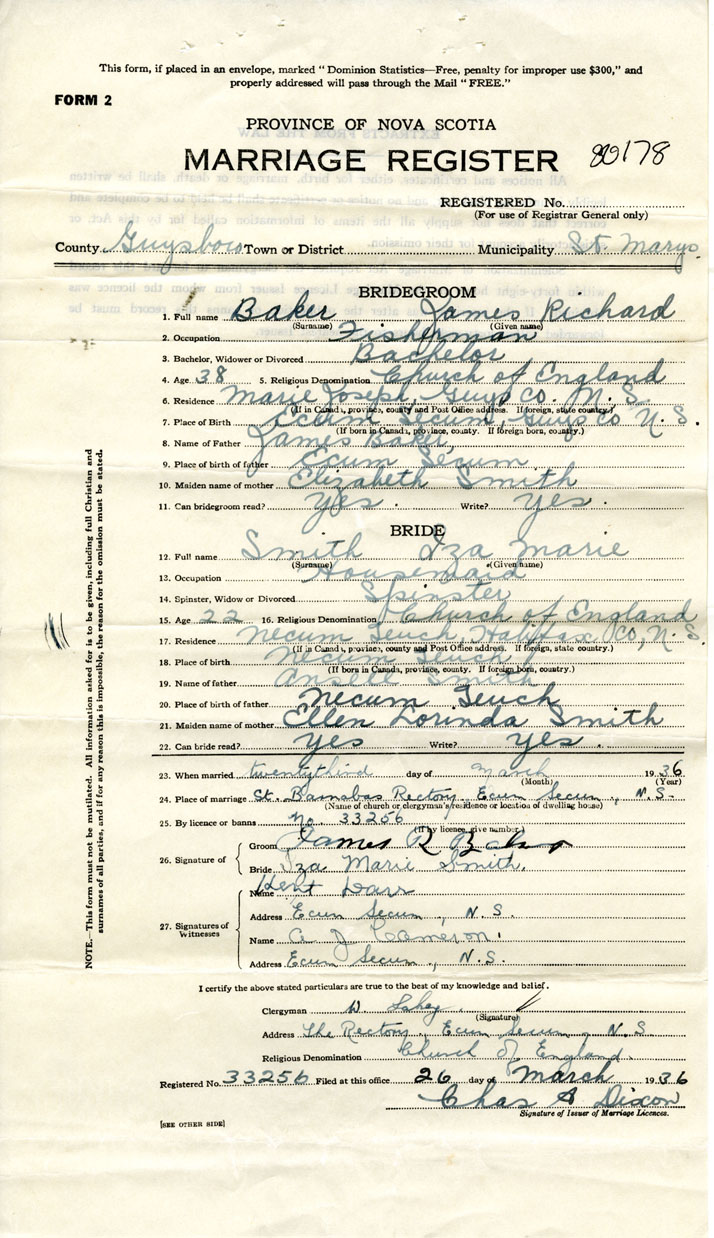 This form, if placed in an envelope, marked “Dominion Statistics—Free, penalty for improper use $300,” and
properly addressed will pass through the Mail “FREE.”
FORM 2
PROVINCE OF NOVA SCOTIA
MARRIAGE REGISTER
178
REGISTERED No.
(For use of Registrar General only)
County Guysboro Town or District Municipality St. Marys
BRIDEGROOM
1. Full name Baker James Richard
(Surname) (Given name)
2. Occupation Fisherman
3. Bachelor, Widower or Divorced Bachelor
4. Age 38 5. Religious Denomination Church of England
6. Residence Marie Joseph, Guys Co. N. S.
(If in Canada, province, county and Post Office address. If foreign, state country.)
7. Place of Birth Ecum Secum, Guys co N. S.
(If born in Canada, province, county. If foreign born, country.)
8. Name of Father James Baker
9. Place of birth of father Ecum Secum
10. Maiden name of mother Elizabeth Smith
11. Can bridegroom read? Yes. Write? Yes.
BRIDE
12. Full name Smith Iza Marie
(Surname) (Given name)
13. Occupation Housemaid
14. Spinster, Widow or Divorced Spinster
15. Age 22 16. Religious Denomination Church of England
17. Residence Necum Teuch, Halifax Co, N. S.
(If in Canada, province, county and Post Office address. If foreign, state country.)
18. Place of birth Necum Teuch
(If born in Canada, province, county. If foreign born, country.)
19. Name of father Smith
20. Place of birth of father Necum Teuch
21. Maiden name of mother Ellen Lorinda Smith
22. Can bride read? Yes Write? Yes.
23. When married twentythird day of March 1936
(Month) (Year)
24. Place of marriage St. Barnabas Rectory, Ecum Secum, N. S.
(Name of church or clergyman's residence or location of dwelling house)
25. By licence or banns No. 33256
(If by licence, give number)
26. Signature of
Groom James R Baker
Bride Iza Marie Smith.
27. Signatures of Witnesses
Name Kent
Address Ecum Secum, N. S.
Name A J Cameron.
Address Ecum Secum, N. S.
I certify the above stated particulars are true to the best of my knowledge and belief.
Clergyman W.
(Signature)
Address The Rectory, Ecum Secum, N. S.
Religious Denomination Church of England.
Registered No. 33256 Filed at this office 26 day of March 1936
Chas A Dixon
Signature of Issuer of Marriage Licences.
[SEE OTHER SIDE]
NOTE.—This form must not be mutilated. All information asked for is to be given, including full Christian and
surnames of all parties, and if for any reason this is impossible, the reason for the omission must be stated.